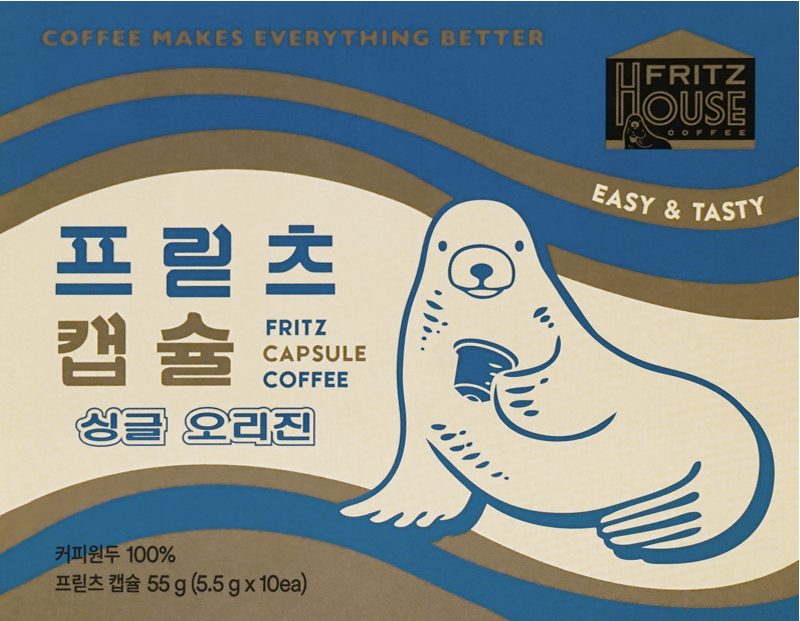 COFFEE MAKES EVERYTHING BETTER
FRITZ
HOUSE
COFFEE
EASY & TASTY
프릳츠
캡슐
FRITZ
CAPSULE
COFFEE
싱글 오리진
커피원두 100%
프릳츠 캡슐 55 g (5.5 g x 10ea)